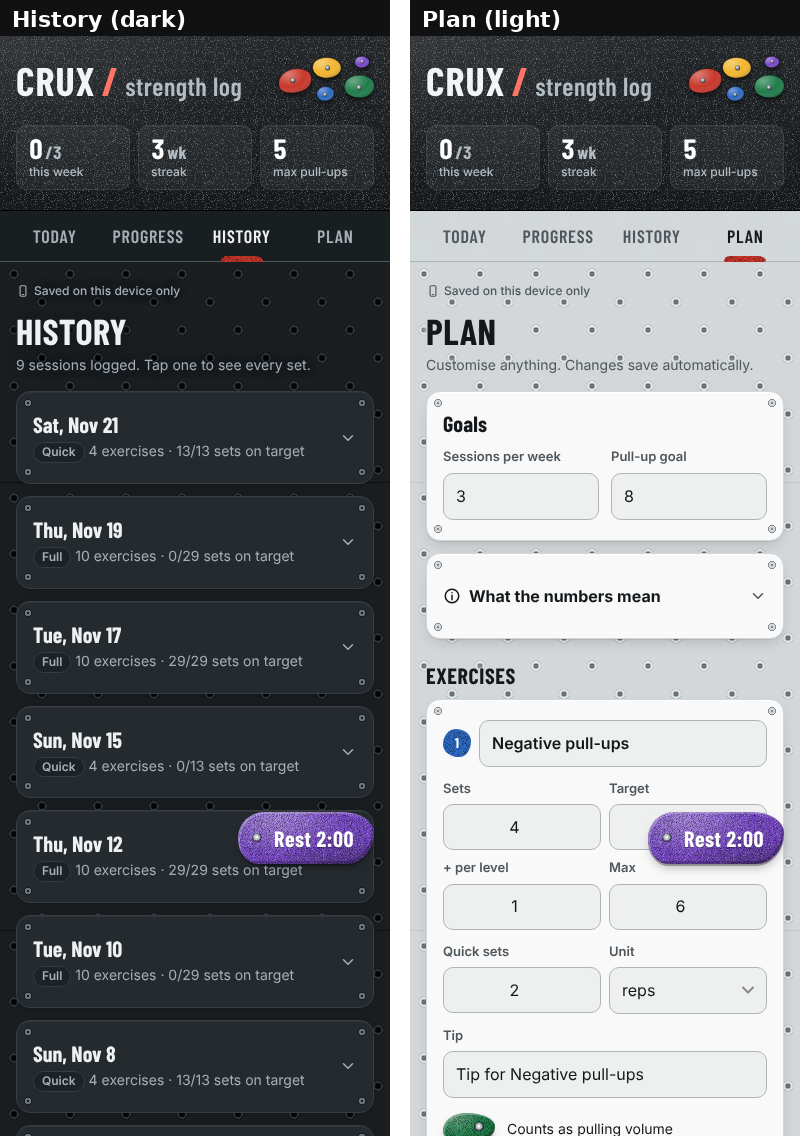 History (dark)
CRUX / strength log
0/3
this week
3 wk
streak
5
max pull-ups
TODAY PROGRESS HISTORY PLAN
Saved on this device only
HISTORY
9 sessions logged. Tap one to see every set.
Sat, Nov 21
Quick 4 exercises · 13/13 sets on target
Thu, Nov 19
Full 10 exercises · 0/29 sets on target
Tue, Nov 17
Full 10 exercises · 29/29 sets on target
Sun, Nov 15
Quick 4 exercises · 0/13 sets on target
Thu, Nov 12
Full 10 exercises · 29/29 sets on target
Rest 2:00
Tue, Nov 10
Full 10 exercises · 0/29 sets on target
Sun, Nov 8
Quick 4 exercises · 13/13 sets on target
Plan (light)
CRUX / strength log
0/3
this week
3 wk
streak
5
max pull-ups
TODAY PROGRESS HISTORY PLAN
Saved on this device only
PLAN
Customise anything. Changes save automatically.
Goals
Sessions per week Pull-up goal
3 8
What the numbers mean
EXERCISES
1 Negative pull-ups
Sets Target
4
Rest 2:00
+ per level Max
1 6
Quick sets Unit
2 reps
Tip
Tip for Negative pull-ups
Counts as pulling volume